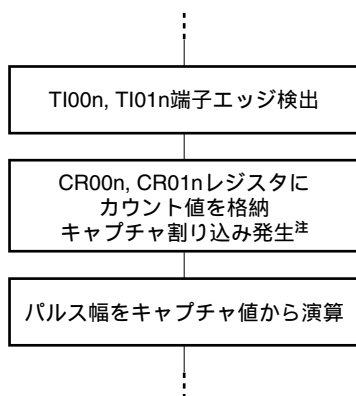 TI00n, TI01n端子エッジ検出
CR00n, CR01nレジスタに
カウント値を格納
キャプチャ割り込み発生注
パルス幅をキャプチャ値から演算